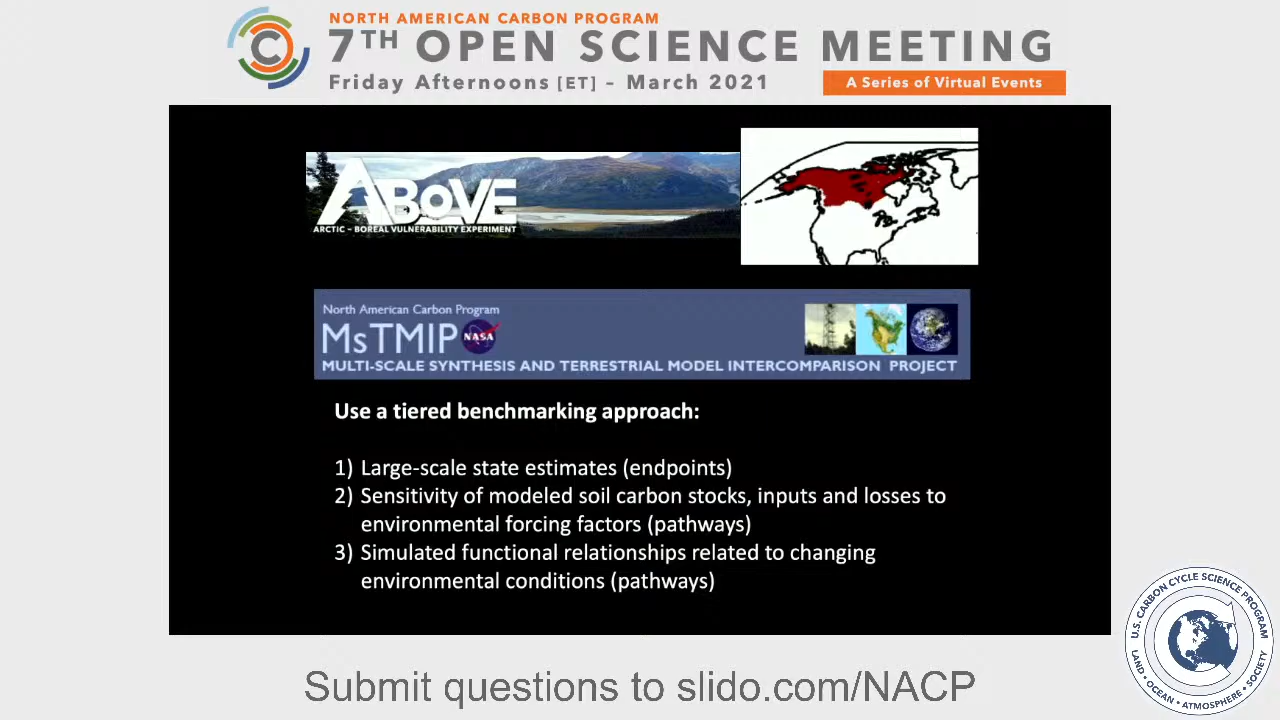 NORTH AMERICAN CARBON PROGRAM
7TH OPEN SCIENCE MEETING
Friday Afternoons [ET] – March 2021
A Series of Virtual Events
ABOVE
ARCTIC – BOREAL VULNERABILITY EXPERIMENT
North American Carbon Program
MsTMIP
NASA
MULTI-SCALE SYNTHESIS AND TERRESTRIAL MODEL INTERCOMPARISON PROJECT
Use a tiered benchmarking approach:
1) Large-scale state estimates (endpoints)
2) Sensitivity of modeled soil carbon stocks, inputs and losses to
environmental forcing factors (pathways)
3) Simulated functional relationships related to changing
environmental conditions (pathways)
U.S. CARBON CYCLE SCIENCE PROGRAM
LAND • OCEAN • ATMOSPHERE • SOCIETY
Submit questions to slido.com/NACP